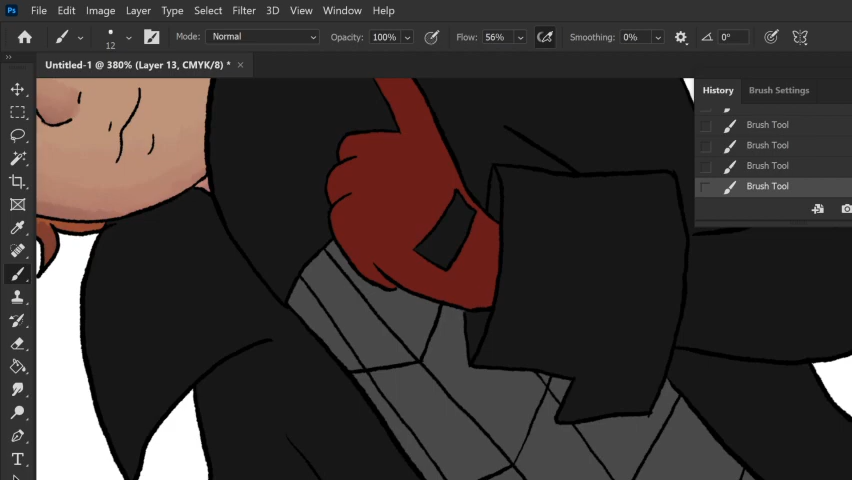 Ps File Edit Image Layer Type Select Filter 3D View Window Help
12 Mode: Normal Opacity: 100% Flow: 56% Smoothing: 0% 0°
Untitled-1 @ 380% (Layer 13, CMYK/8) * ×
History Brush Settings
Brush Tool
Brush Tool
Brush Tool
Brush Tool
T